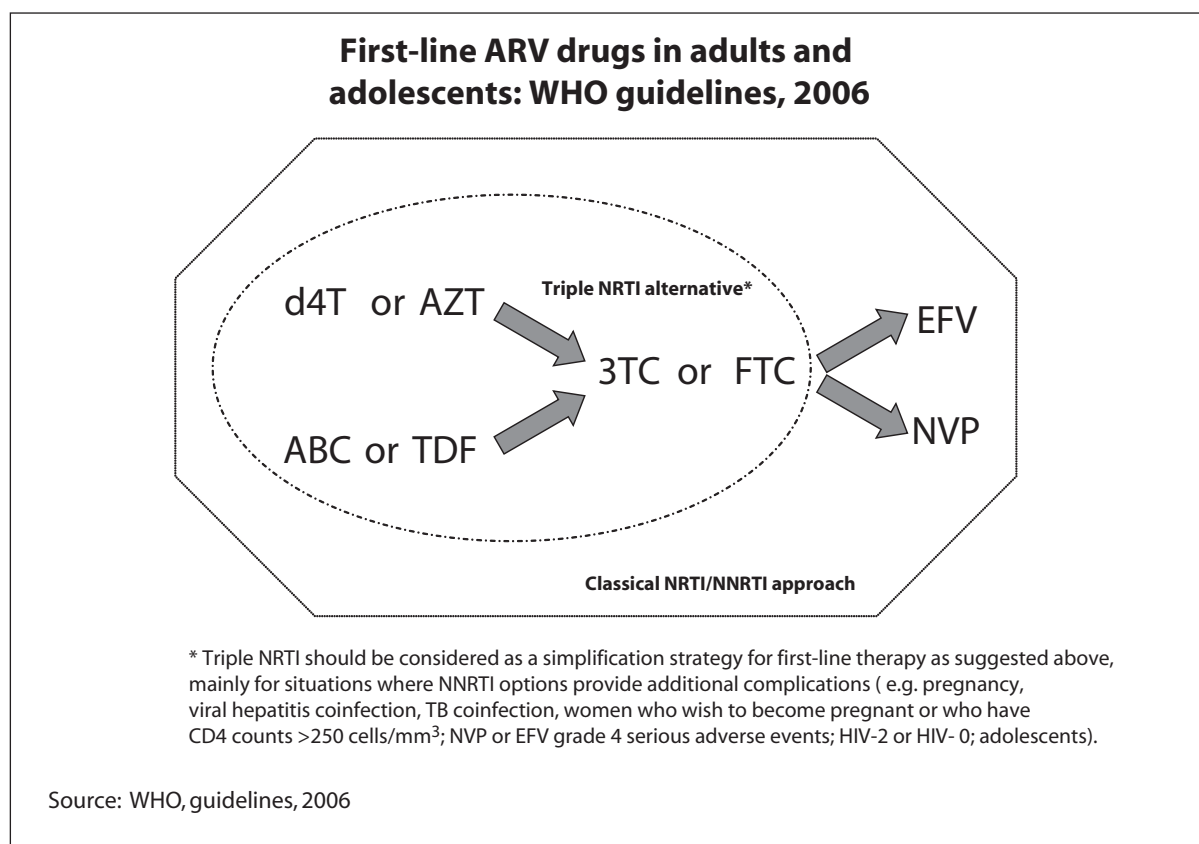 First-line ARV drugs in adults and
adolescents: WHO guidelines, 2006
d4T or AZT
Triple NRTI alternative*
EFV
3TC or FTC
ABC or TDF
NVP
Classical NRTI/NNRTI approach
* Triple NRTI should be considered as a simplification strategy for first-line therapy as suggested above,
mainly for situations where NNRTI options provide additional complications ( e.g. pregnancy,
viral hepatitis coinfection, TB coinfection, women who wish to become pregnant or who have
CD4 counts >250 cells/mm³; NVP or EFV grade 4 serious adverse events; HIV-2 or HIV- 0; adolescents).
Source: WHO, guidelines, 2006